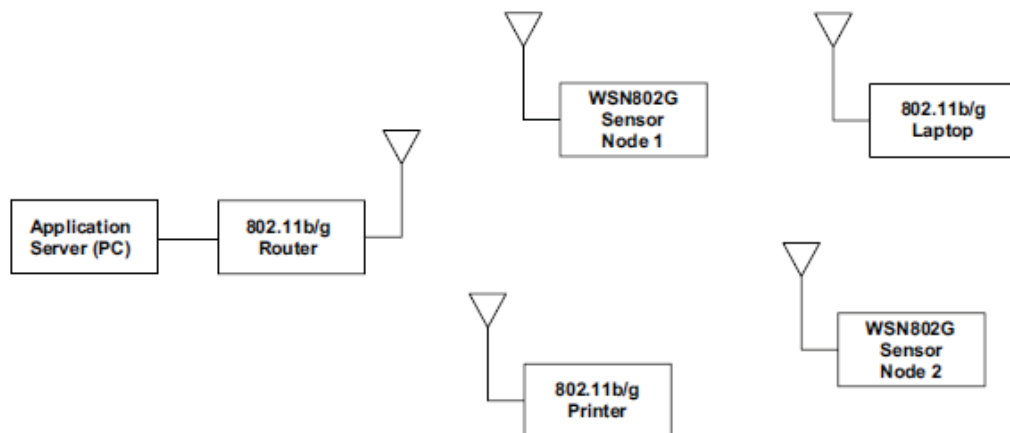 WSN802G
Sensor
Node 1
802.11b/g
Laptop
Application
Server (PC)
802.11b/g
Router
WSN802G
Sensor
Node 2
802.11b/g
Printer